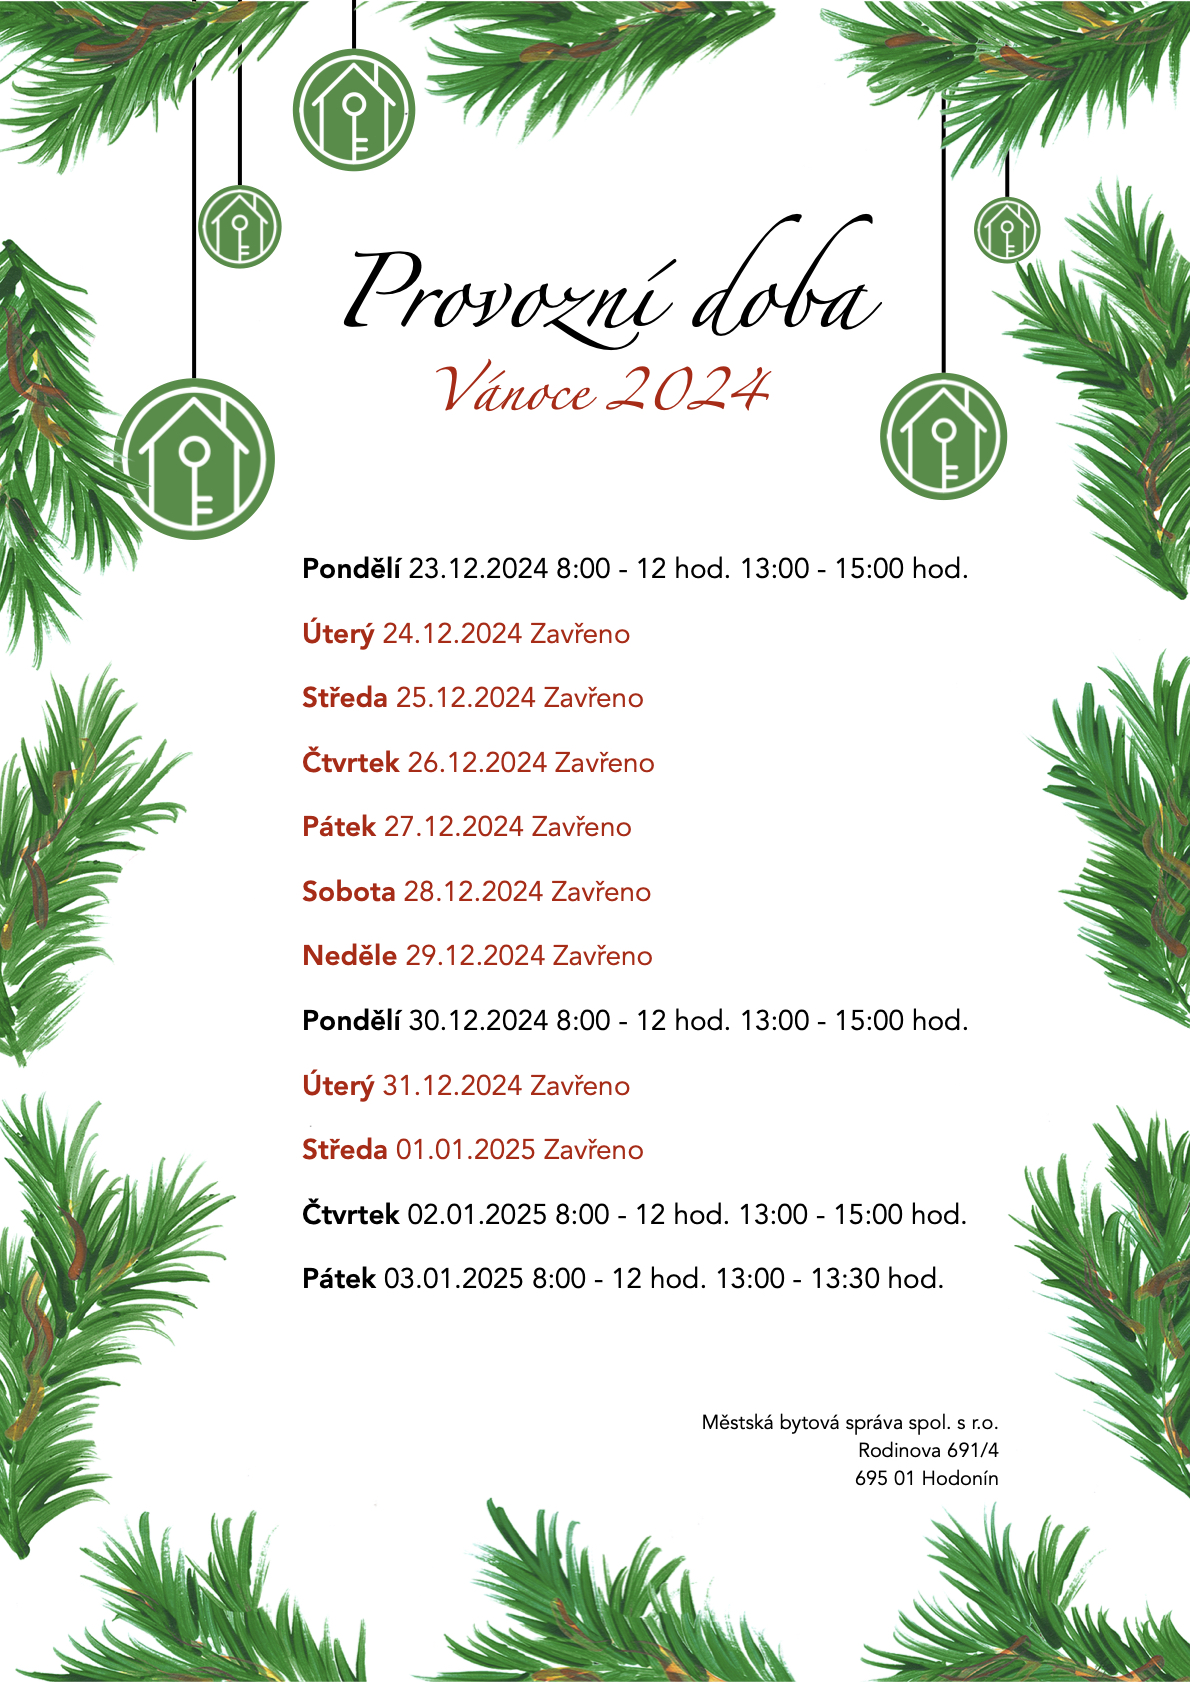 Provozní doba
Vánoce 2024
Pondělí 23.12.2024 8:00 - 12 hod. 13:00 - 15:00 hod.
Úterý 24.12.2024 Zavřeno
Středa 25.12.2024 Zavřeno
Čtvrtek 26.12.2024 Zavřeno
Pátek 27.12.2024 Zavřeno
Sobota 28.12.2024 Zavřeno
Neděle 29.12.2024 Zavřeno
Pondělí 30.12.2024 8:00 - 12 hod. 13:00 - 15:00 hod.
Úterý 31.12.2024 Zavřeno
Středa 01.01.2025 Zavřeno
Čtvrtek 02.01.2025 8:00 - 12 hod. 13:00 - 15:00 hod.
Pátek 03.01.2025 8:00 - 12 hod. 13:00 - 13:30 hod.
Městská bytová správa spol. s r.o.
Rodinova 691/4
695 01 Hodonín